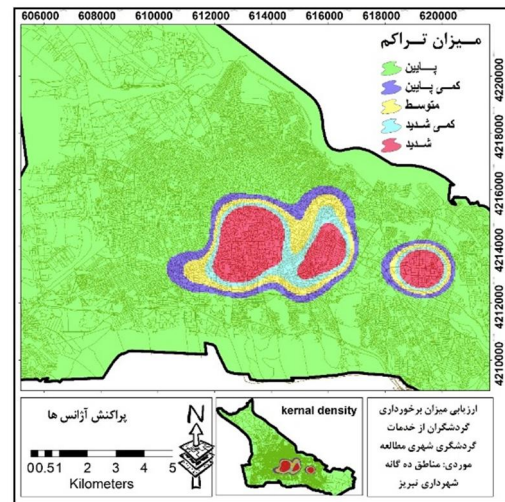 606000 608000 610000 612000 614000 616000 618000 620000
میزان تراکم
پایین
کمی پایین
متوسط
کمی شدید
شدید
4220000
4218000
4216000
4214000
4212000
4210000
پراکنش آژانس ها
N
0 0.51 2 3 4 5
Kilometers
kernal density
ارزیابی میزان برخورداری
گردشگران از خدمات
گردشگری شهری مطالعه
موردی: مناطق ده گانه
شهرداری تبریز